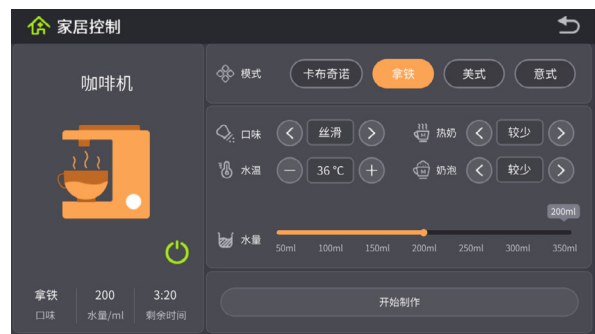 家居控制
咖啡机
模式 卡布奇诺 拿铁 美式 意式
口味 丝滑 热奶 较少
水温 36℃ 奶泡 较少
200ml
水量
50ml 100ml 150ml 200ml 250ml 300ml 350ml
拿铁 200 3:20
口味 水量/ml 剩余时间
开始制作